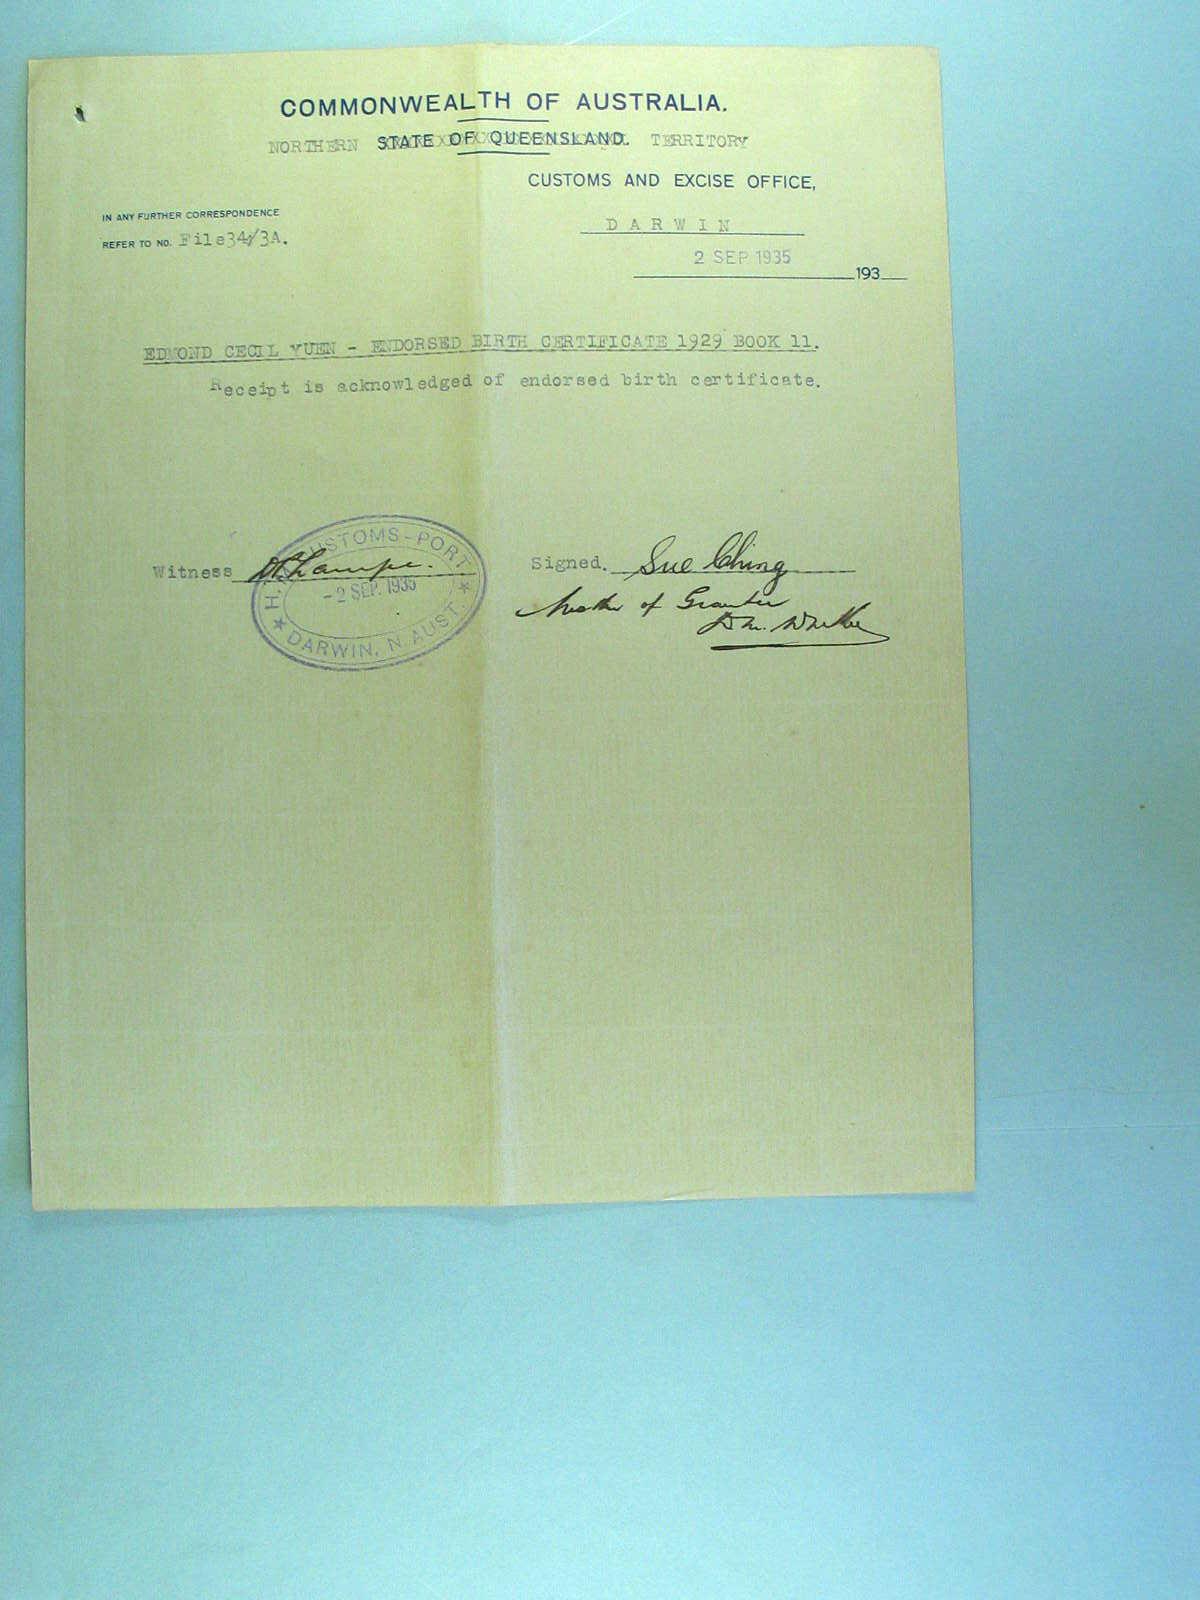 COMMONWEALTH OF AUSTRALIA.
NORTHERN STATE OF QUEENSLAND. TERRITORY
CUSTOMS AND EXCISE OFFICE,
IN ANY FURTHER CORRESPONDENCE
REFER TO NO. File34/3A.
DARWIN
2 SEP 1935
193
EDMOND CECIL YUEN - ENDORSED BIRTH CERTIFICATE 1929 BOOK 11.
Receipt is acknowledged of endorsed birth certificate.
Witness
H. CUSTOMS-PORT
-2 SEP. 1935
DARWIN, N. AUST.
Signed. Sue Ching
Mother of Grantee